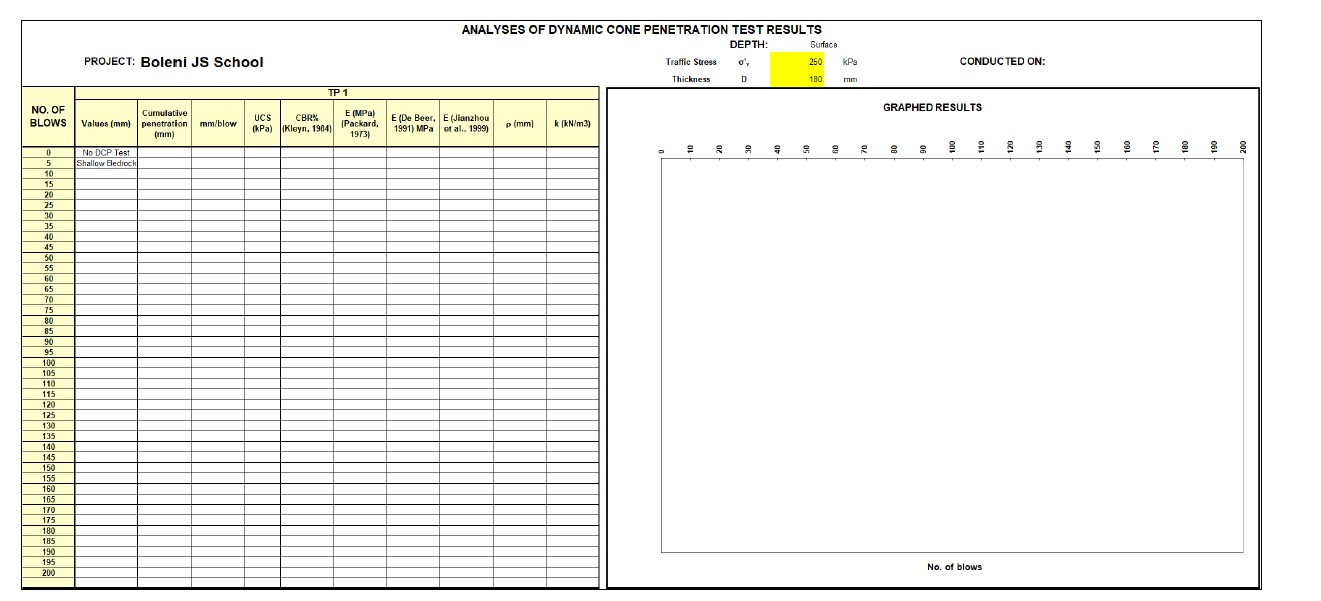 ANALYSES OF DYNAMIC CONE PENETRATION TEST RESULTS
DEPTH: Surface
PROJECT: Boleni JS School
Traffic Stress σ'v 250 kPa
CONDUCTED ON:
Thickness D 180 mm
TP 1
NO. OF BLOWS
Values (mm)
Cumulative penetration (mm)
mm/blow
UCS (kPa)
CBR% (Kleyn, 1984)
E (MPa) (Packard, 1973)
E (De Beer, 1991) MPa
E (Jianzhou et al., 1999)
ρ (mm)
k (kN/m3)
0 No DCP Test
5 Shallow Bedrock
10
15
20
25
30
35
40
45
50
55
60
65
70
75
80
85
90
95
100
105
110
115
120
125
130
135
140
145
150
155
160
165
170
175
180
185
190
195
200
GRAPHED RESULTS
0 10 20 30 40 50 60 70 80 90 100 110 120 130 140 150 160 170 180 190 200
No. of blows